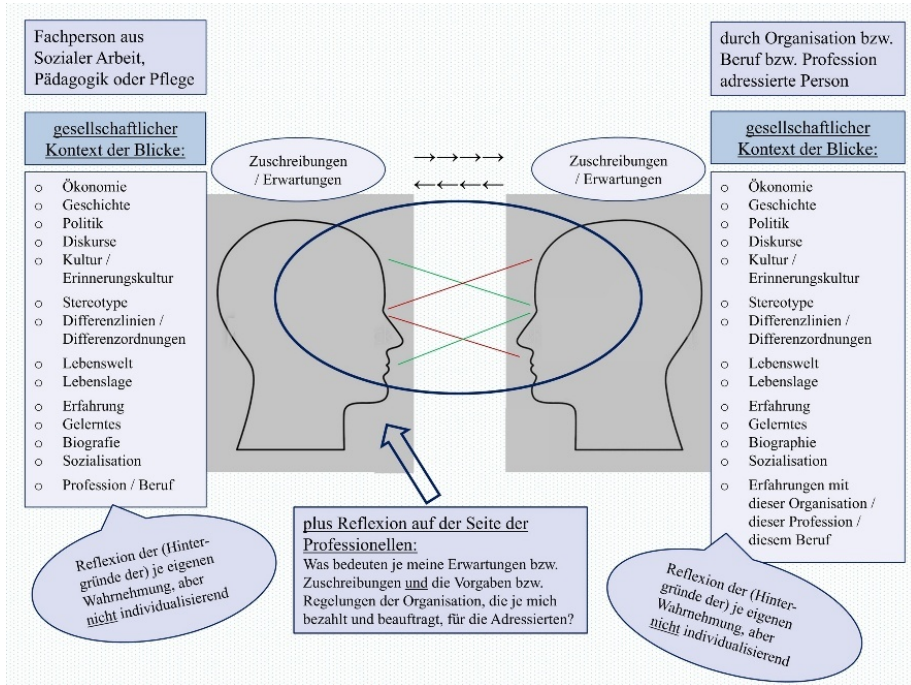 Fachperson aus
Sozialer Arbeit,
Pädagogik oder Pflege
gesellschaftlicher
Kontext der Blicke:
o Ökonomie
o Geschichte
o Politik
o Diskurse
o Kultur /
Erinnerungskultur
o Stereotype
o Differenzlinien /
Differenzordnungen
o Lebenswelt
o Lebenslage
o Erfahrung
o Gelerntes
o Biografie
o Sozialisation
o Profession / Beruf
Reflexion der (Hinter-
gründe der) je eigenen
Wahrnehmung, aber
nicht individualisierend
Zuschreibungen
/ Erwartungen
→→→→
←←←←
Zuschreibungen
/ Erwartungen
plus Reflexion auf der Seite der
Professionellen:
Was bedeuten je meine Erwartungen bzw.
Zuschreibungen und die Vorgaben bzw.
Regelungen der Organisation, die je mich
bezahlt und beauftragt, für die Adressierten?
durch Organisation bzw.
Beruf bzw. Profession
adressierte Person
gesellschaftlicher
Kontext der Blicke:
o Ökonomie
o Geschichte
o Politik
o Diskurse
o Kultur /
Erinnerungskultur
o Stereotype
o Differenzlinien /
Differenzordnungen
o Lebenswelt
o Lebenslage
o Erfahrung
o Gelerntes
o Biographie
o Sozialisation
o Erfahrungen mit
dieser Organisation /
dieser Profession /
diesem Beruf
Reflexion der (Hinter-
gründe der) je eigenen
Wahrnehmung, aber
nicht individualisierend